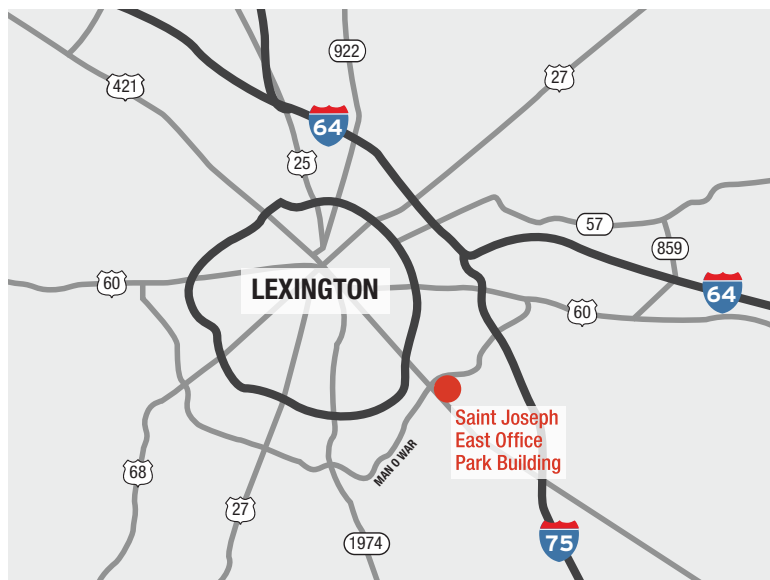 922
27
421
64
25
57
859
60
LEXINGTON
64
60
Saint Joseph
East Office
Park Building
MAN O WAR
68
27
1974
75